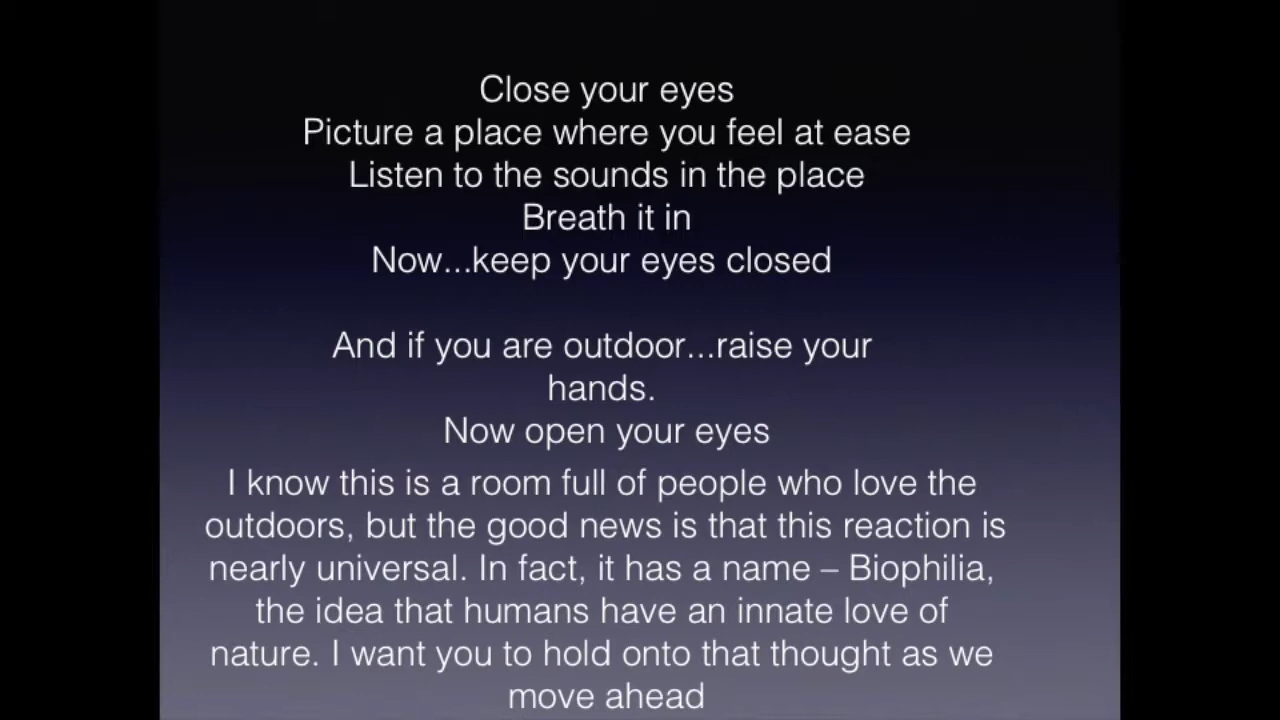 Close your eyes
Picture a place where you feel at ease
Listen to the sounds in the place
Breath it in
Now...keep your eyes closed
And if you are outdoor...raise your
hands.
Now open your eyes
I know this is a room full of people who love the
outdoors, but the good news is that this reaction is
nearly universal. In fact, it has a name – Biophilia,
the idea that humans have an innate love of
nature. I want you to hold onto that thought as we
move ahead